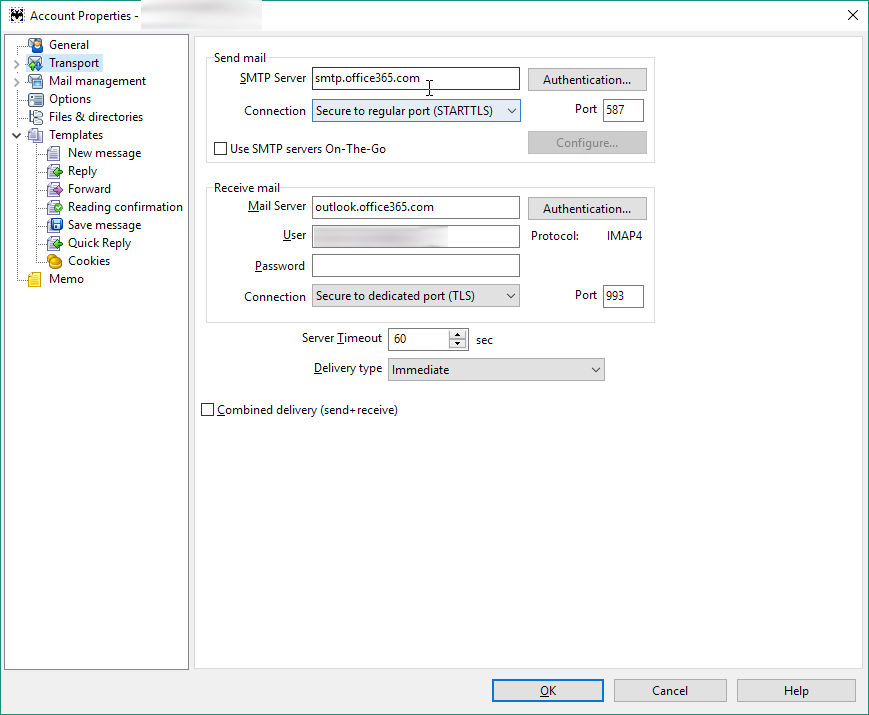 Account Properties -
General
Transport
Mail management
Options
Files & directories
Templates
New message
Reply
Forward
Reading confirmation
Save message
Quick Reply
Cookies
Memo
Send mail
SMTP Server smtp.office365.com Authentication...
Connection Secure to regular port (STARTTLS) Port 587
Use SMTP servers On-The-Go Configure...
Receive mail
Mail Server outlook.office365.com Authentication...
User Protocol: IMAP4
Password
Connection Secure to dedicated port (TLS) Port 993
Server Timeout 60 sec
Delivery type Immediate
Combined delivery (send+receive)
OK Cancel Help